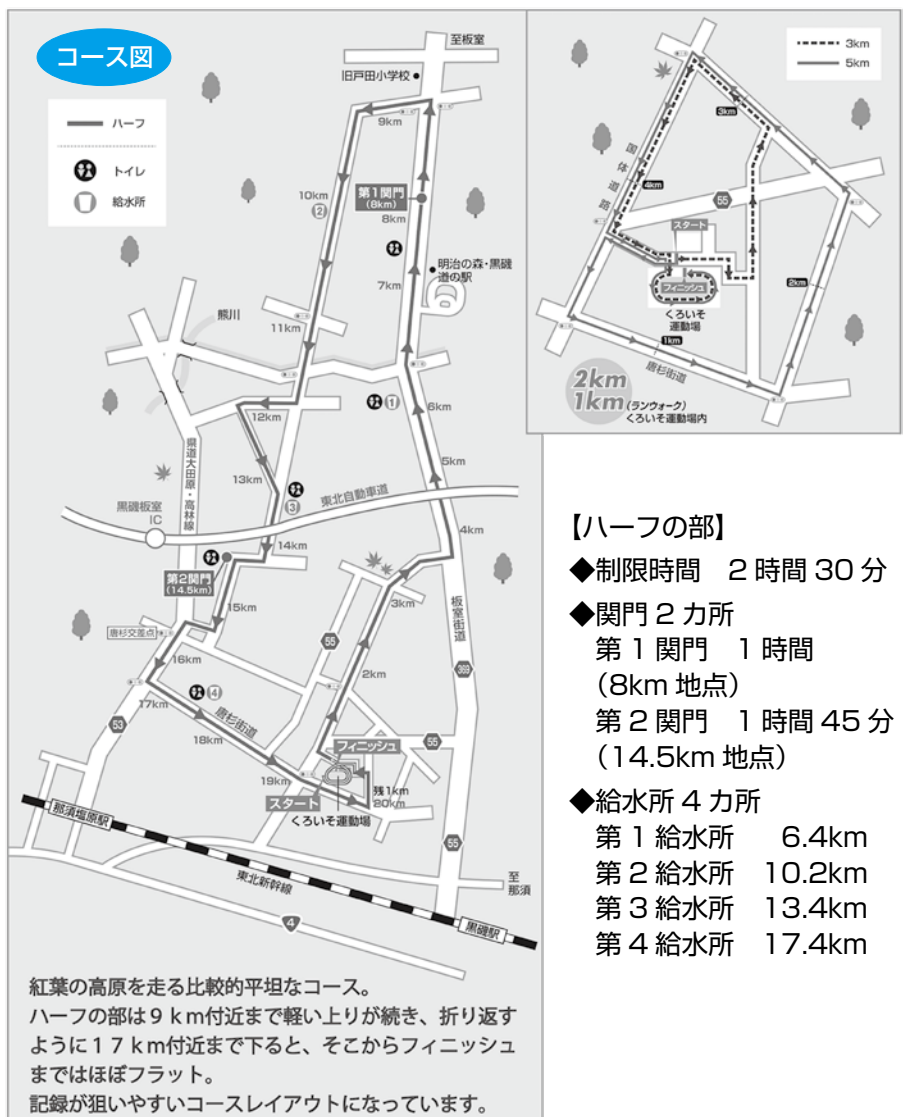 コース図
ハーフ
トイレ
給水所
至板室
旧戸田小学校
9km
10km
2
第1関門
(8km)
8km
明治の森・黒磯
道の駅
7km
熊川
11km
1
6km
12km
5km
県道大田原・高林線
13km
3
東北自動車道
黒磯板室
IC
4km
14km
第2関門
(14.5km)
15km
3km
板室街道
唐杉交差点
55
16km
2km
369
4
17km
唐杉街道
18km
53
フィニッシュ
55
19km
残1km
スタート
20km
くろいそ運動場
那須塩原駅
55
至
那須
東北新幹線
黒磯駅
4
紅葉の高原を走る比較的平坦なコース。
ハーフの部は9km付近まで軽い上りが続き、折り返す
ように17km付近まで下ると、そこからフィニッシュ
まではほぼフラット。
記録が狙いやすいコースレイアウトになっています。
3km
5km
3km
国体道路
4km
55
スタート
フィニッシュ
くろいそ
運動場
2km
1km
唐杉街道
2km
1km(ランウォーク)
くろいそ運動場内
【ハーフの部】
◆制限時間 2時間30分
◆関門2カ所
第1関門 1時間
(8km地点)
第2関門 1時間45分
(14.5km地点)
◆給水所4カ所
第1給水所 6.4km
第2給水所 10.2km
第3給水所 13.4km
第4給水所 17.4km